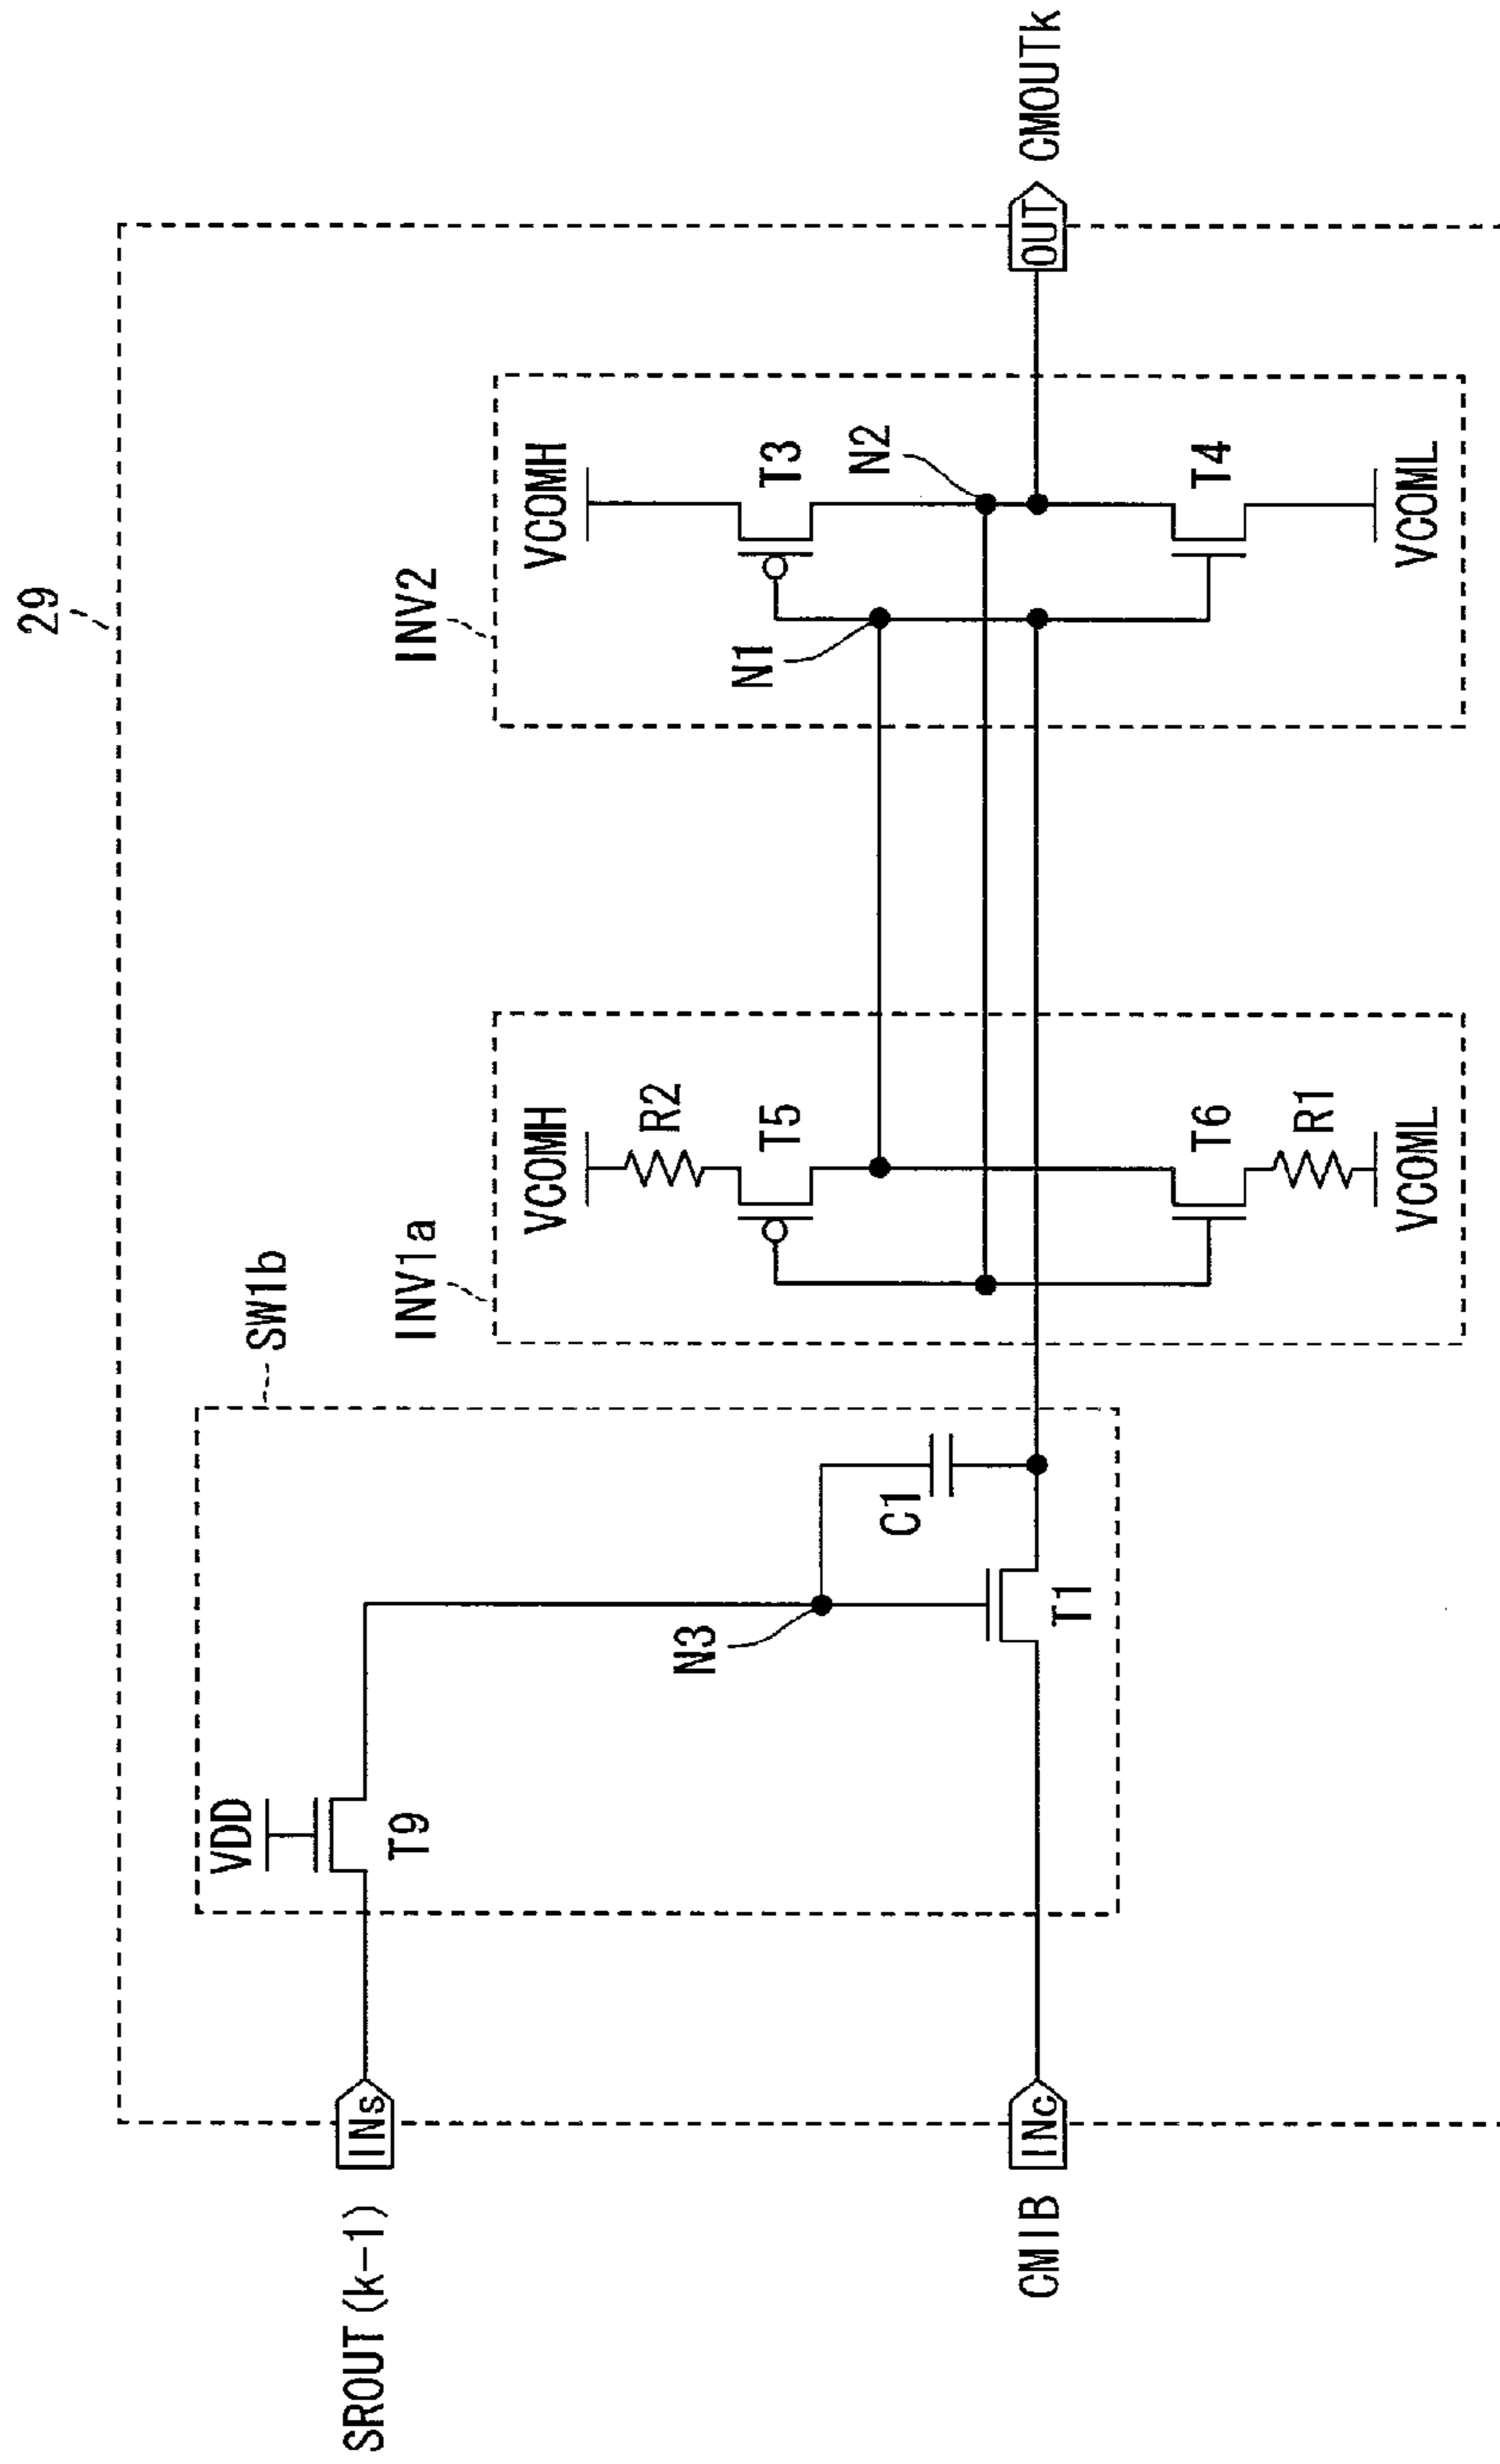 29
SW1b
INV1a
INV2
VDD
VCOMH
VCOMH
SROUT(k-1)
INs
T9
R2
T5
T3
N1
N2
N3
C1
CMIB
INc
T1
OUT
CMOUTk
T6
T4
R1
VCOML
VCOML